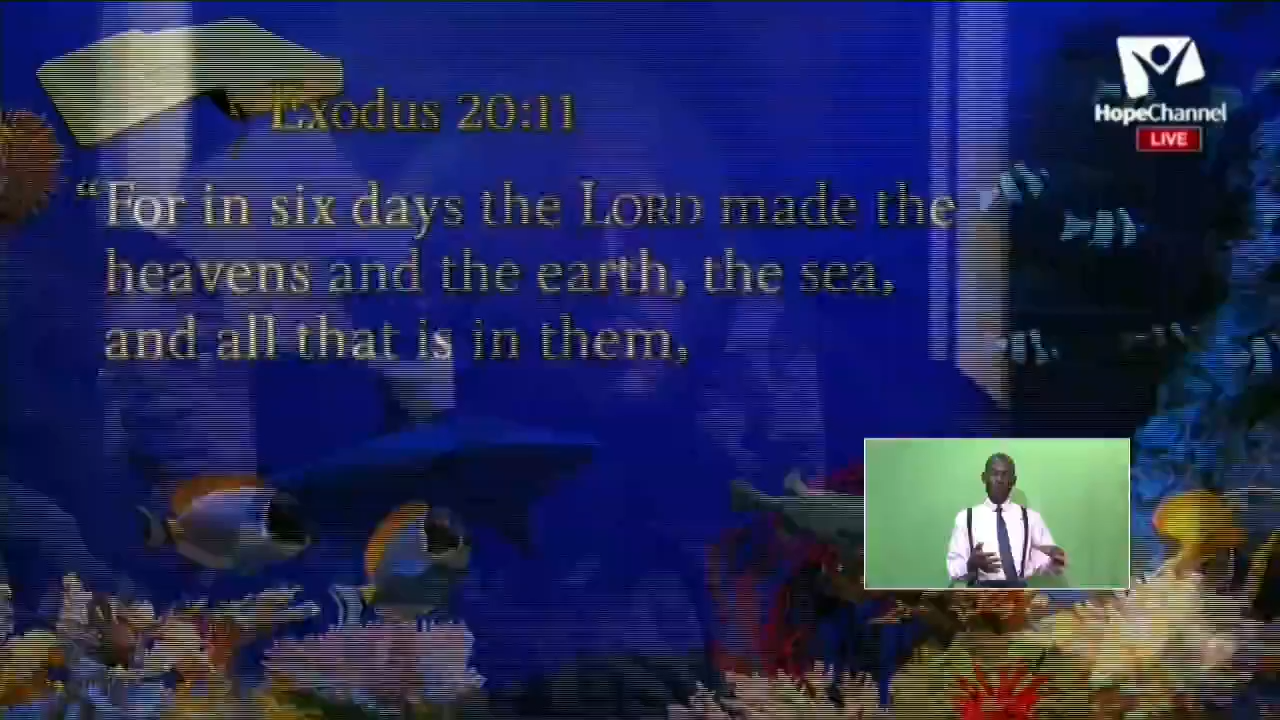 Exodus 20:11
“For in six days the LORD made the
heavens and the earth, the sea,
and all that is in them,
HopeChannel
LIVE